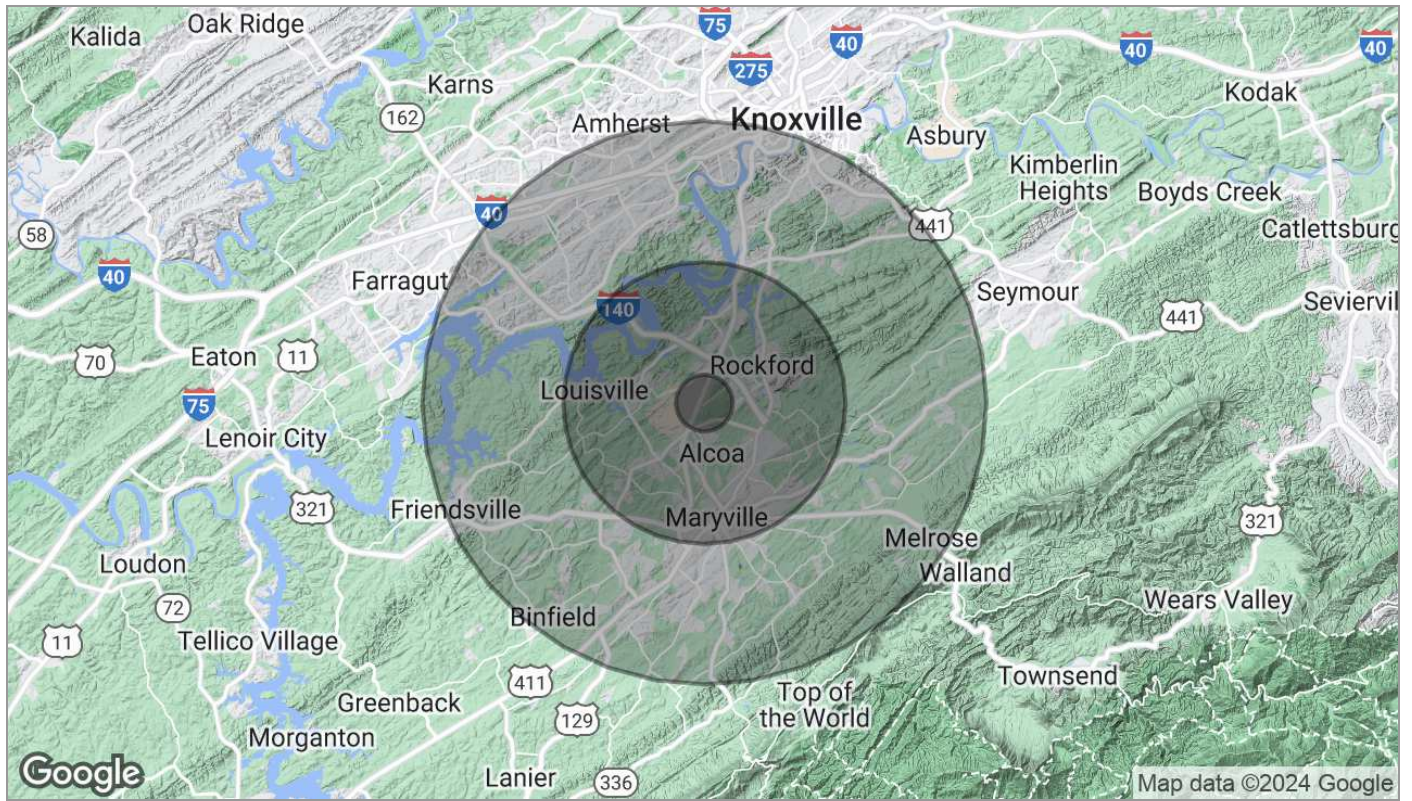 Oak Ridge
Kalida
75
40
40
40
275
Karns
Kodak
162
Amherst
Knoxville
Asbury
Kimberlin
Heights
Boyds Creek
40
441
Catlettsburg
58
40
Farragut
Seymour
140
441
Seviervil
70
Eaton
11
Rockford
Louisville
75
Lenoir City
Alcoa
321
Friendsville
Maryville
321
Melrose
Loudon
Walland
72
Wears Valley
Binfield
11
Tellico Village
411
Townsend
Greenback
Top of
the World
129
Morganton
Google
Lanier
336
Map data ©2024 Google